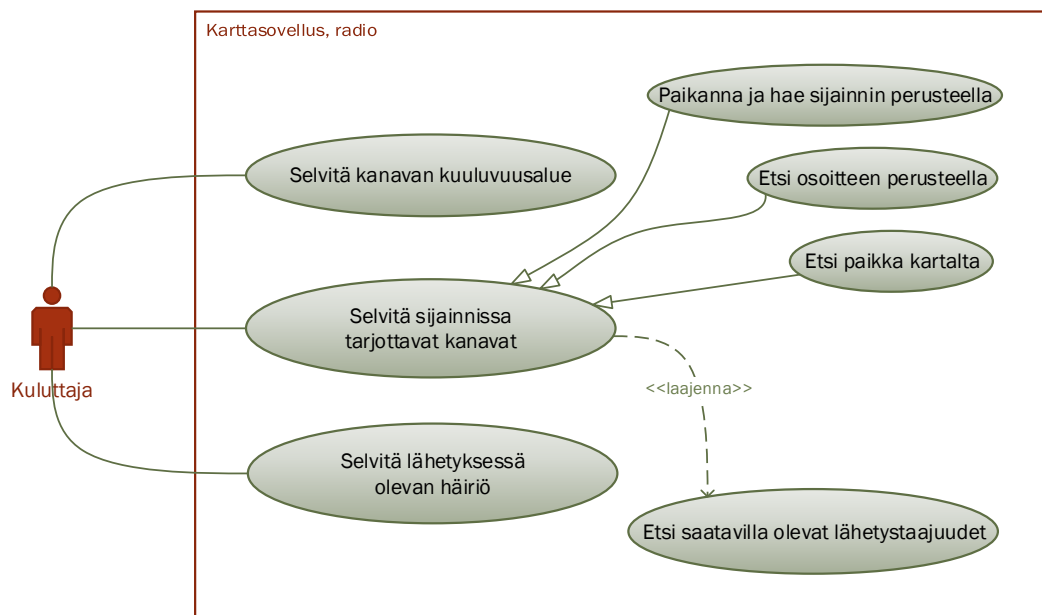 Karttasovellus, radio
Paikanna ja hae sijainnin perusteella
Selvitä kanavan kuuluvuusalue
Etsi osoitteen perusteella
Etsi paikka kartalta
Selvitä sijainnissa
tarjottavat kanavat
Kuluttaja
<<laajenna>>
Selvitä lähetyksessä
olevan häiriö
Etsi saatavilla olevat lähetystaajuudet